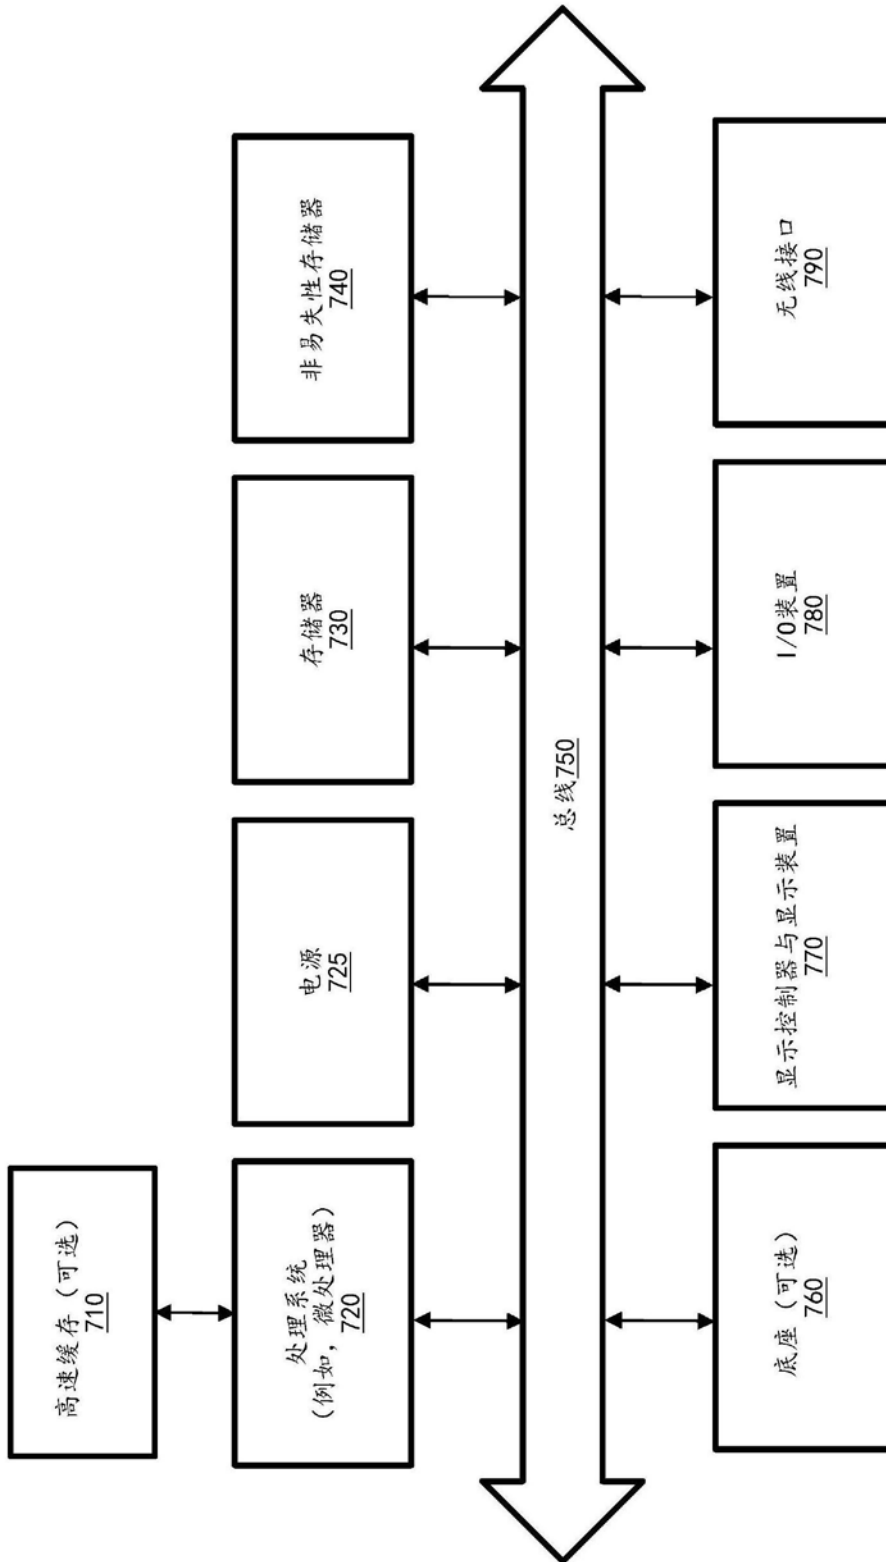 高速缓存（可选）
710
处理系统
（例如，微处理器）
720
电源
725
存储器
730
非易失性存储器
740
总线750
底座（可选）
760
显示控制器与显示装置
770
I/O装置
780
无线接口
790